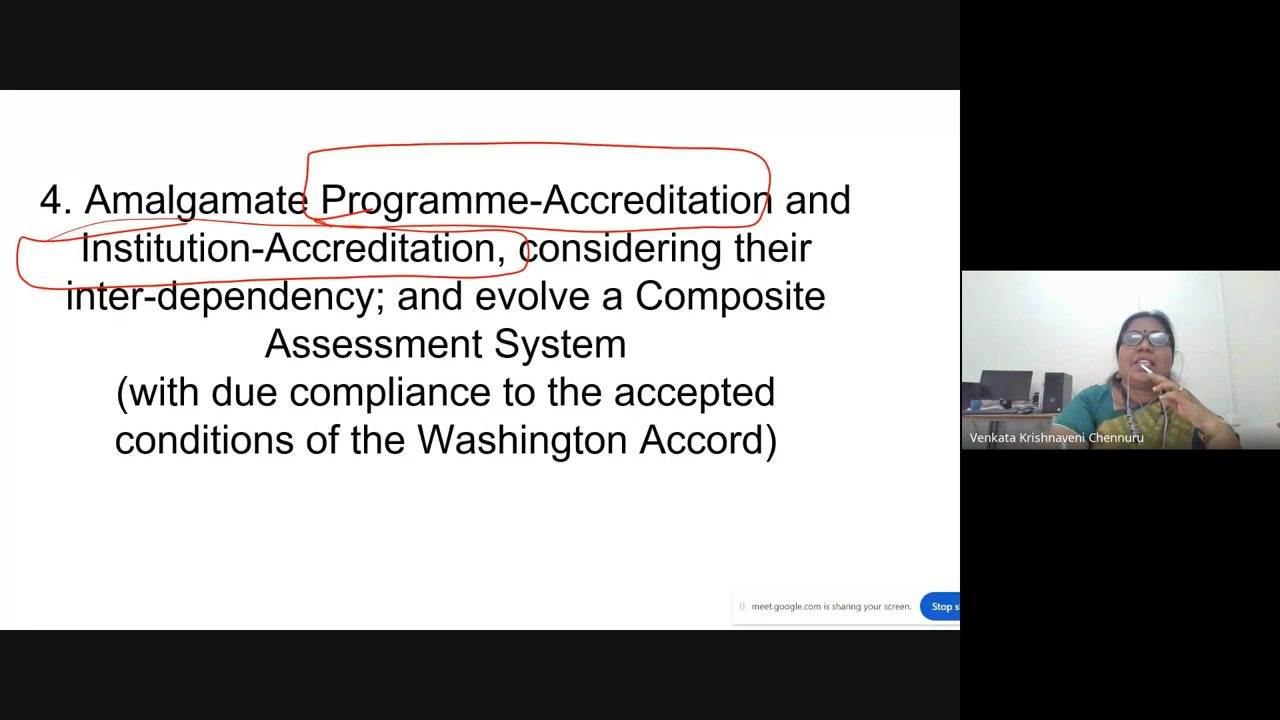 4. Amalgamate Programme-Accreditation and
Institution-Accreditation, considering their
inter-dependency; and evolve a Composite
Assessment System
(with due compliance to the accepted
conditions of the Washington Accord)
Venkata Krishnaveni Chennuru
meet.google.com is sharing your screen.
Stop s